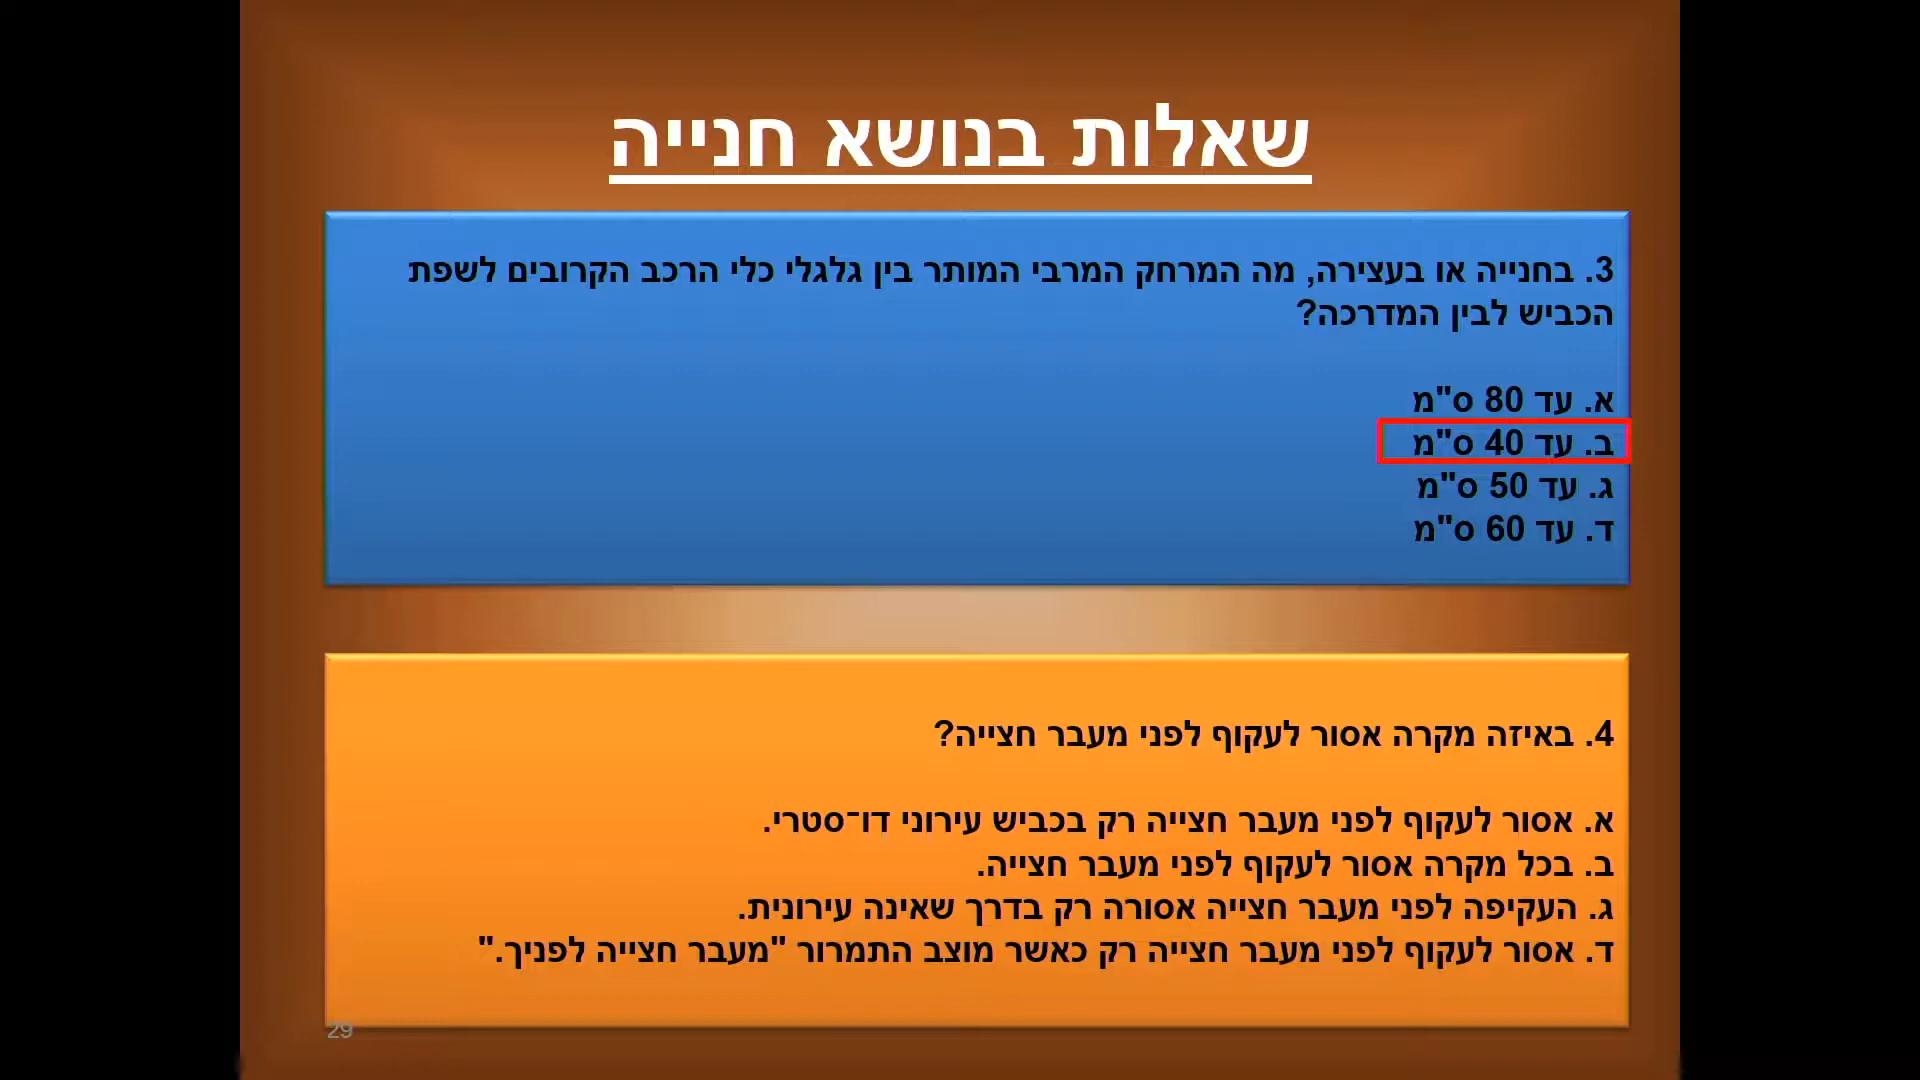 שאלות בנושא חנייה
3. בחנייה או בעצירה, מה המרחק המרבי המותר בין גלגלי כלי הרכב הקרובים לשפת
הכביש לבין המדרכה?
א. עד 80 ס"מ
ב. עד 40 ס"מ
ג. עד 50 ס"מ
ד. עד 60 ס"מ
4. באיזה מקרה אסור לעקוף לפני מעבר חצייה?
א. אסור לעקוף לפני מעבר חצייה רק בכביש עירוני דו־סטרי.
ב. בכל מקרה אסור לעקוף לפני מעבר חצייה.
ג. העקיפה לפני מעבר חצייה אסורה רק בדרך שאינה עירונית.
ד. אסור לעקוף לפני מעבר חצייה רק כאשר מוצב התמרור "מעבר חצייה לפניך."
29